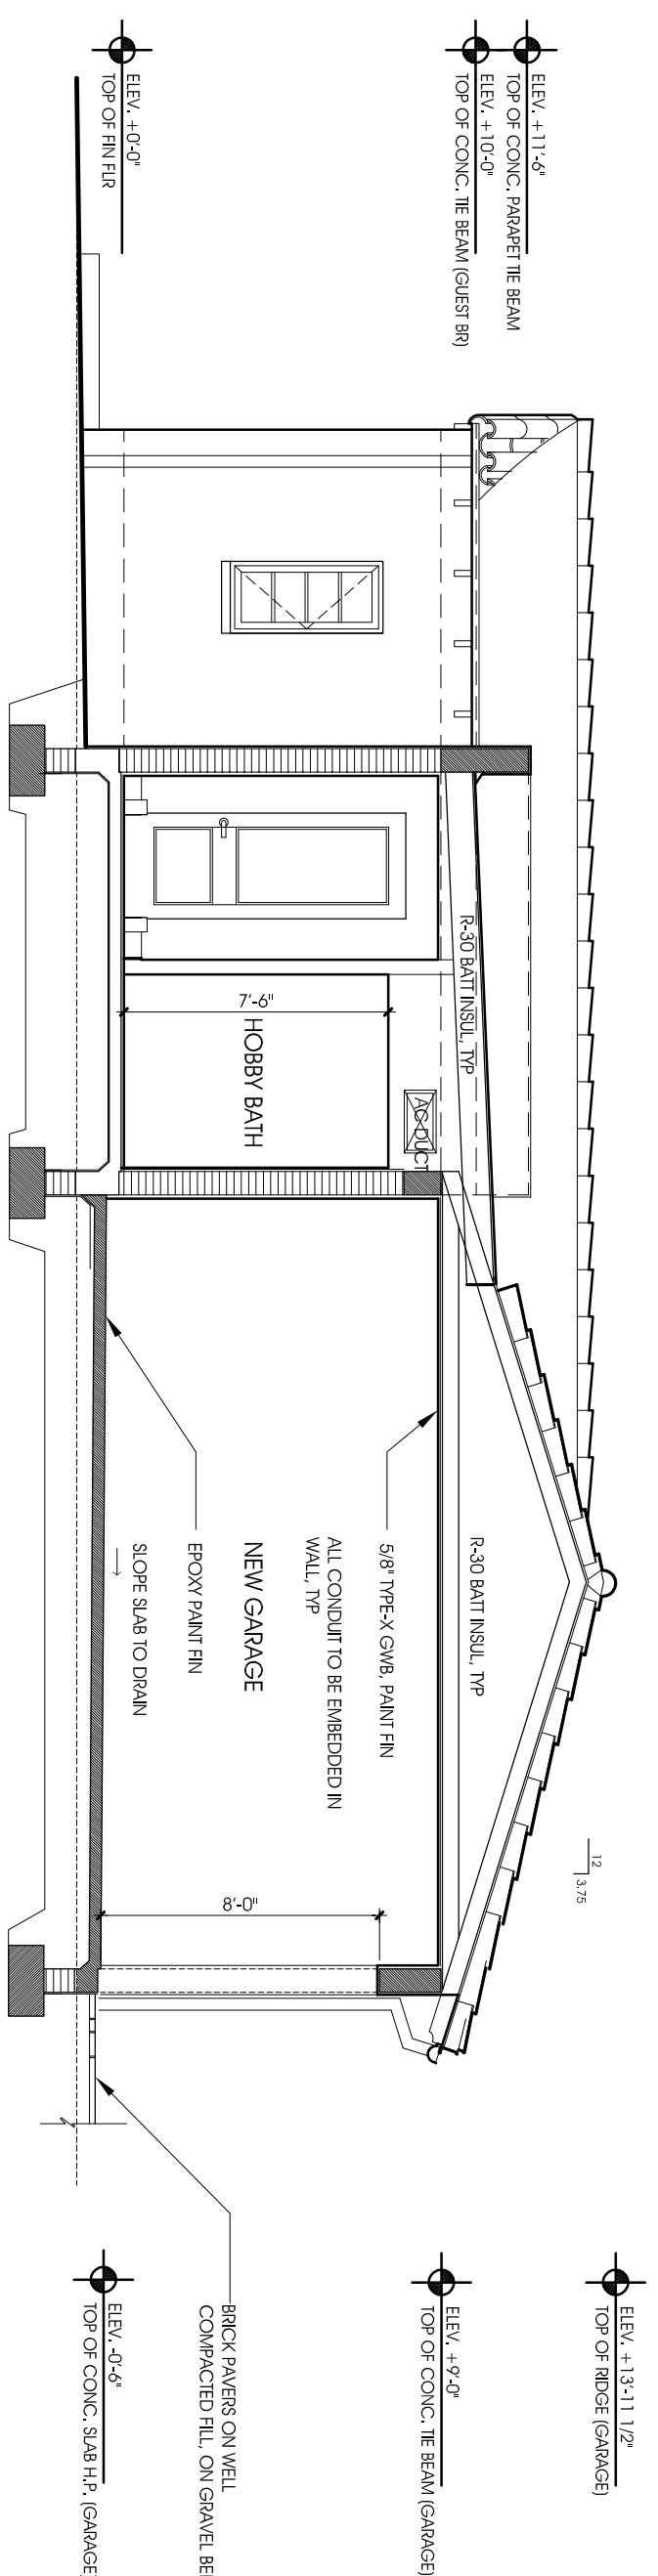 ELEV. +11'-6"
TOP OF CONC. PARAPET TIE BEAM
ELEV. +10'-0"
TOP OF CONC. TIE BEAM (GUEST BR)
ELEV. +0'-0"
TOP OF FIN FLR
R-30 BATT INSUL, TYP
7'-6"
HOBBY BATH
AC DUCT
R-30 BATT INSUL, TYP
5/8" TYPE-X GWB, PAINT FIN
ALL CONDUIT TO BE EMBEDDED IN
WALL, TYP
NEW GARAGE
EPOXY PAINT FIN
SLOPE SLAB TO DRAIN
12
3.75
8'-0"
ELEV. +13'-11 1/2"
TOP OF RIDGE (GARAGE)
ELEV. +9'-0"
TOP OF CONC. TIE BEAM (GARAGE)
BRICK PAVERS ON WELL
COMPACTED FILL, ON GRAVEL BE
ELEV. -0'-6"
TOP OF CONC. SLAB H.P. (GARAGE